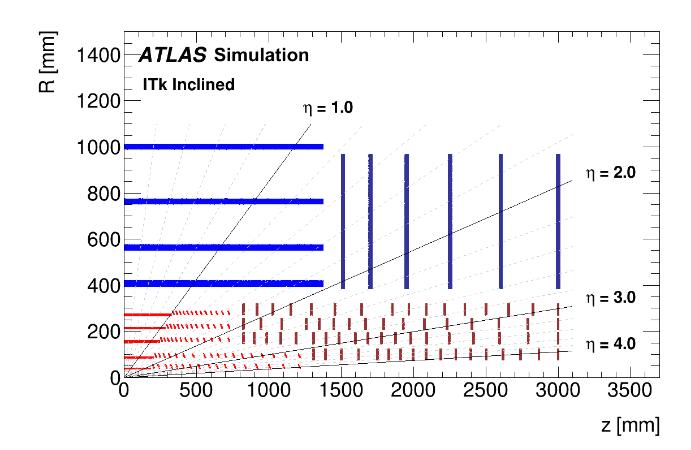 R [mm]
1400
1200
1000
800
600
400
200
0
ATLAS Simulation
ITk Inclined
η = 1.0
η = 2.0
η = 3.0
η = 4.0
0 500 1000 1500 2000 2500 3000 3500
z [mm]